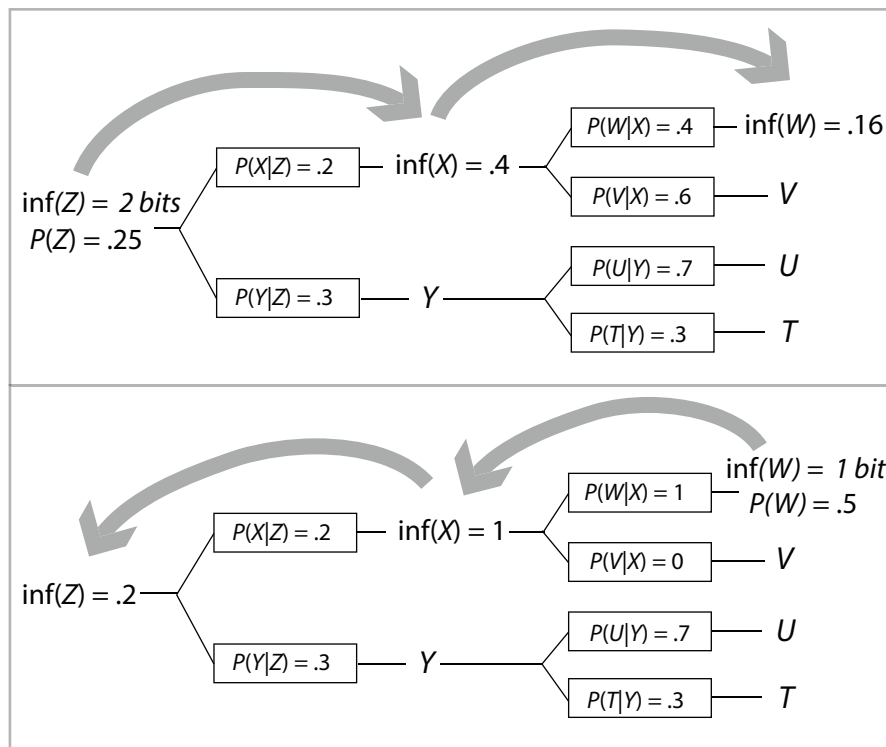 P(W|X) = .4
inf(W) = .16
P(X|Z) = .2
inf(X) = .4
P(V|X) = .6
V
inf(Z) = 2 bits
P(Z) = .25
P(U|Y) = .7
U
P(Y|Z) = .3
Y
P(T|Y) = .3
T
inf(W) = 1 bit
P(W|X) = 1
P(W) = .5
P(X|Z) = .2
inf(X) = 1
P(V|X) = 0
V
inf(Z) = .2
P(U|Y) = .7
U
P(Y|Z) = .3
Y
P(T|Y) = .3
T